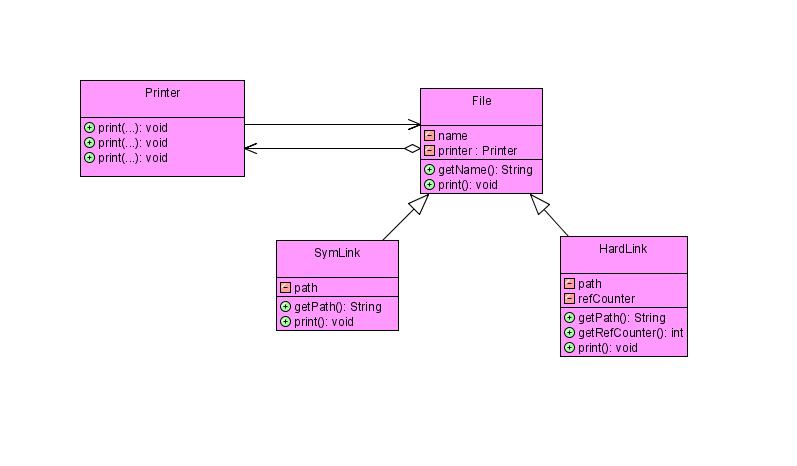 Printer
print(...): void
print(...): void
print(...): void
File
name
printer : Printer
getName(): String
print(): void
SymLink
path
getPath(): String
print(): void
HardLink
path
refCounter
getPath(): String
getRefCounter(): int
print(): void